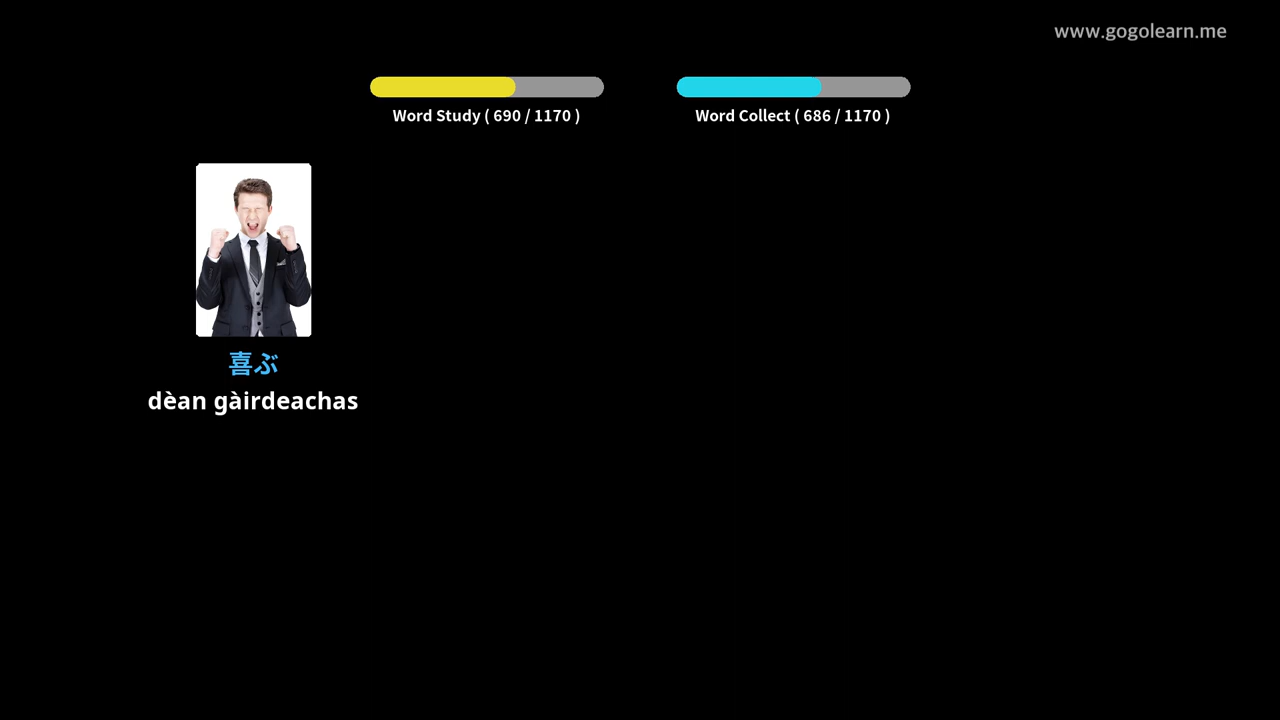 www.gogolearn.me
Word Study ( 690 / 1170 )
Word Collect ( 686 / 1170 )
喜ぶ
dèan gàirdeachas